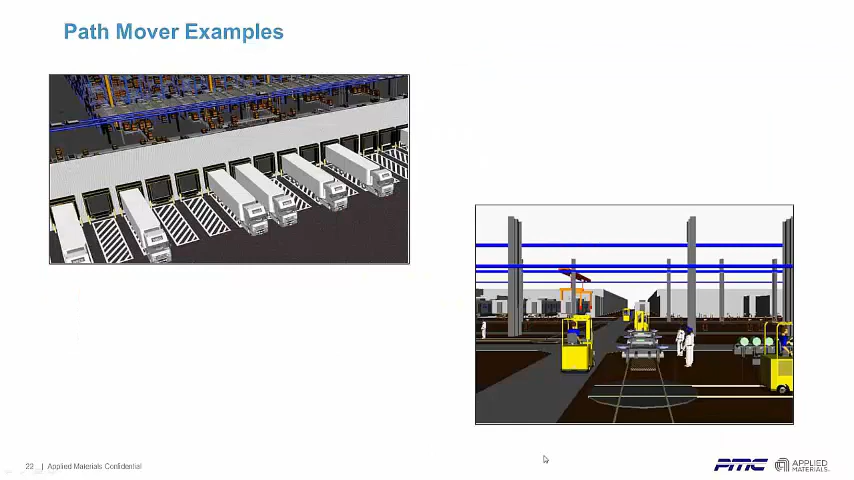 Path Mover Examples
22 | Applied Materials Confidential
PMC
APPLIED
MATERIALS